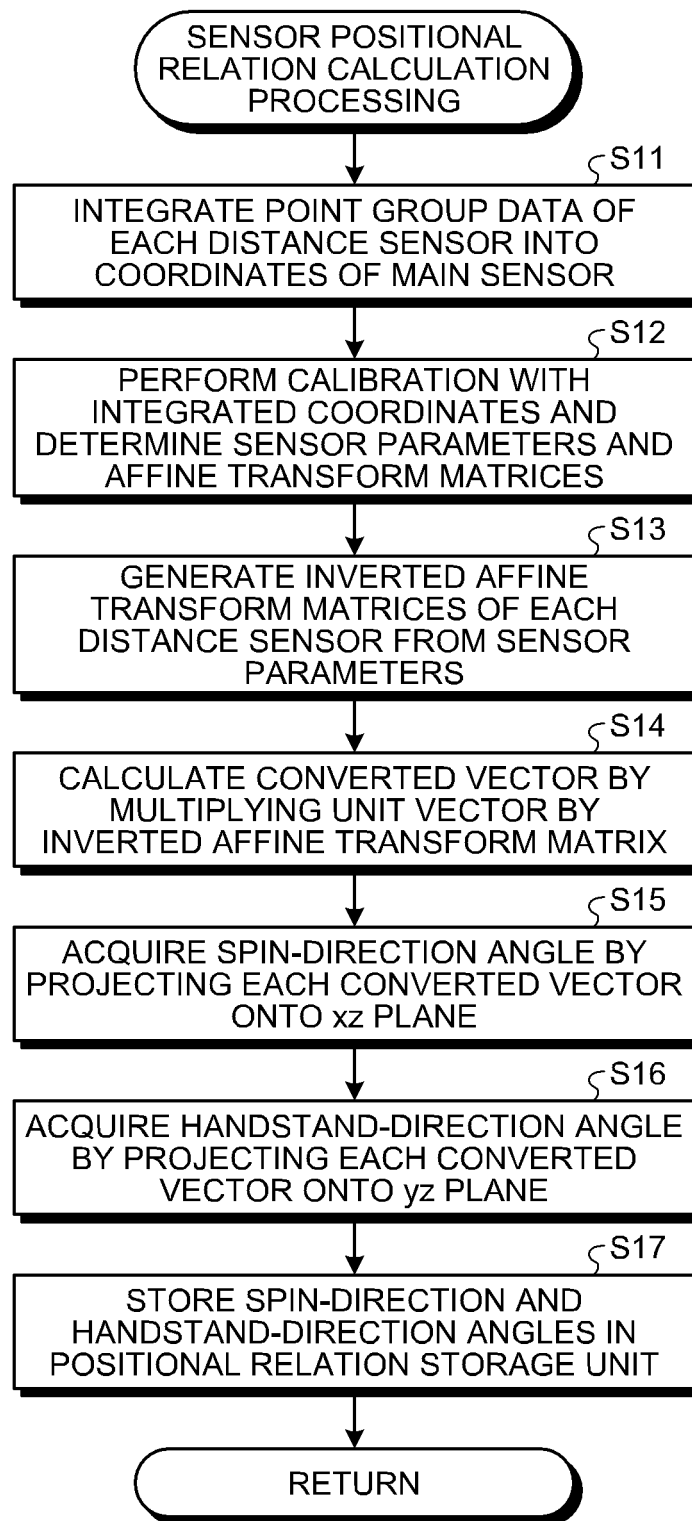 SENSOR POSITIONAL
RELATION CALCULATION
PROCESSING
S11
INTEGRATE POINT GROUP DATA OF
EACH DISTANCE SENSOR INTO
COORDINATES OF MAIN SENSOR
S12
PERFORM CALIBRATION WITH
INTEGRATED COORDINATES AND
DETERMINE SENSOR PARAMETERS AND
AFFINE TRANSFORM MATRICES
S13
GENERATE INVERTED AFFINE
TRANSFORM MATRICES OF EACH
DISTANCE SENSOR FROM SENSOR
PARAMETERS
S14
CALCULATE CONVERTED VECTOR BY
MULTIPLYING UNIT VECTOR BY
INVERTED AFFINE TRANSFORM MATRIX
S15
ACQUIRE SPIN-DIRECTION ANGLE BY
PROJECTING EACH CONVERTED VECTOR
ONTO xz PLANE
S16
ACQUIRE HANDSTAND-DIRECTION ANGLE
BY PROJECTING EACH CONVERTED
VECTOR ONTO yz PLANE
S17
STORE SPIN-DIRECTION AND
HANDSTAND-DIRECTION ANGLES IN
POSITIONAL RELATION STORAGE UNIT
RETURN